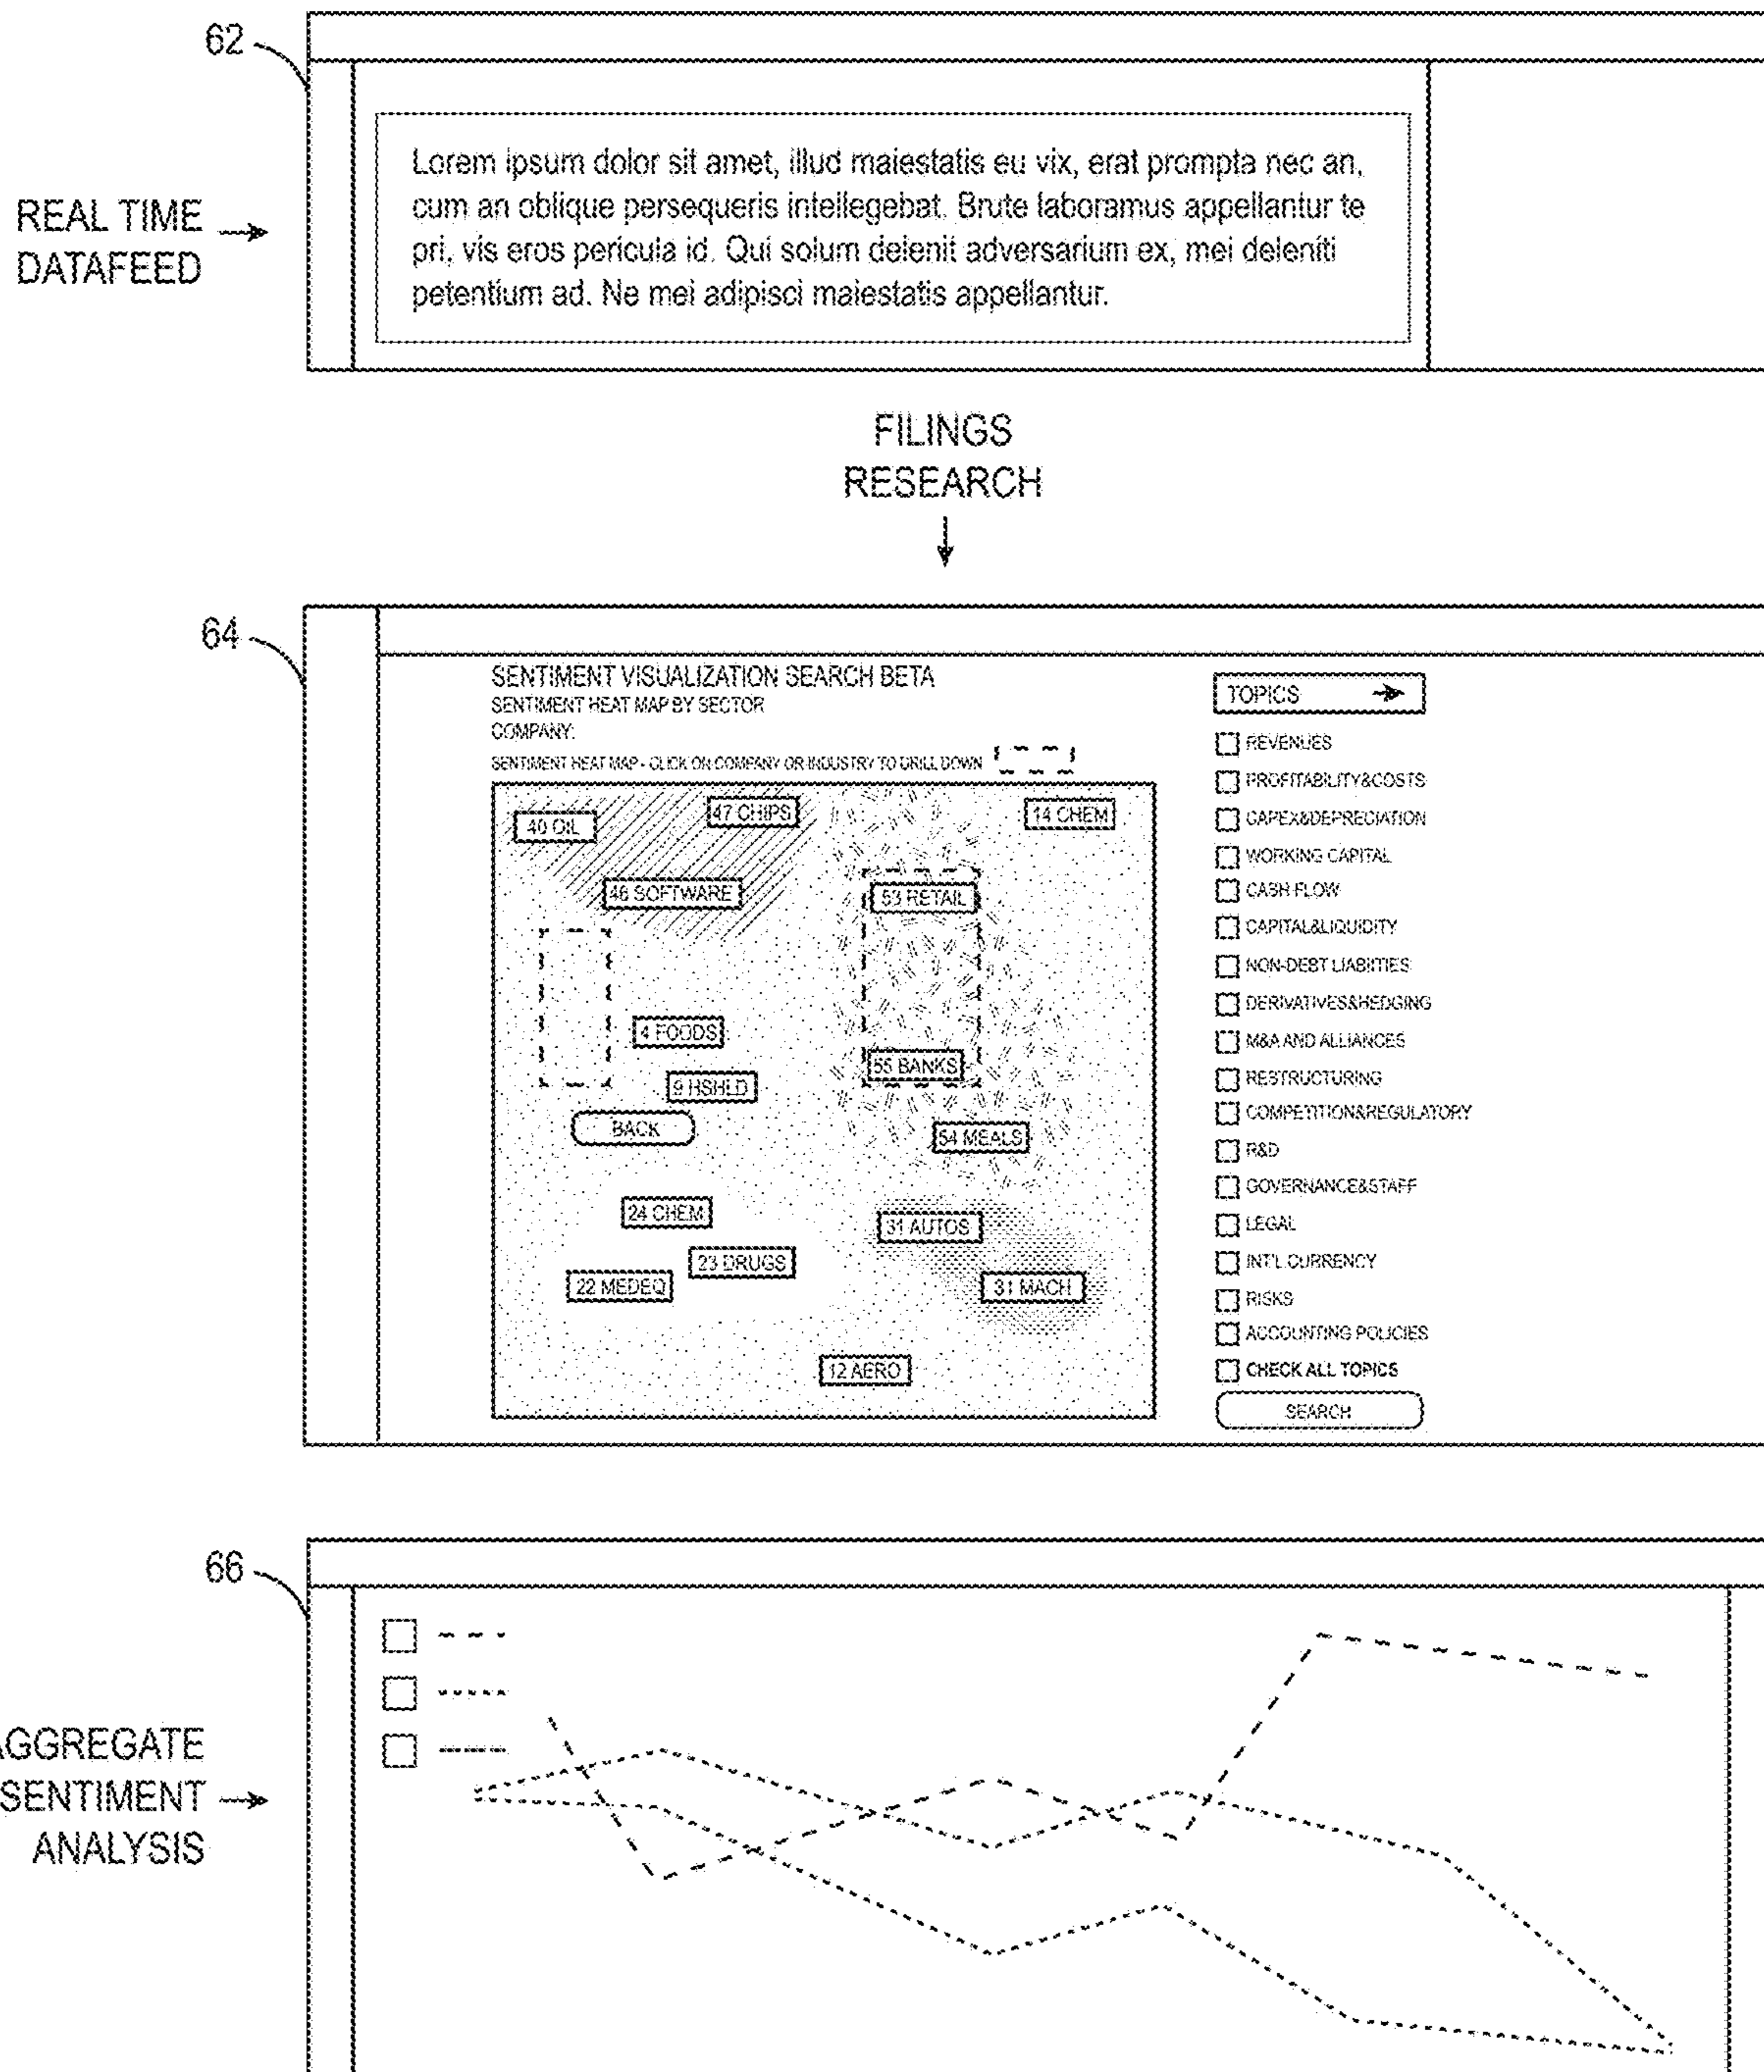 62
REAL TIME
DATAFEED
Lorem ipsum dolor sit amet, illud maiestatis eu vix, erat prompta nec an,
cum an oblique persequeris intellegebat. Brute laboramus appellantur te
pri, vis eros pericula id. Qui solum delenit adversarium ex, mei deleniti
petentium ad. Ne mei adipisci maiestatis appellantur.
FILINGS
RESEARCH
64
SENTIMENT VISUALIZATION SEARCH BETA
SENTIMENT HEAT MAP BY SECTOR
COMPANY:
SENTIMENT HEAT MAP - CLICK ON COMPANY OR INDUSTRY TO DRILL DOWN
40 OIL
47 CHIPS
14 CHEM
48 SOFTWARE
53 RETAIL
4 FOODS
55 BANKS
9 HSHLD
BACK
54 MEALS
24 CHEM
31 AUTOS
23 DRUGS
22 MEDEQ
31 MACH
12 AERO
TOPICS
REVENUES
PROFITABILITY&COSTS
CAPEX&DEPRECIATION
WORKING CAPITAL
CASH FLOW
CAPITAL&LIQUIDITY
NON-DEBT LIABIITIES
DERIVATIVES&HEDGING
M&A AND ALLIANCES
RESTRUCTURING
COMPETITION&REGULATORY
R&D
GOVERNANCE&STAFF
LEGAL
INT'L CURRENCY
RISKS
ACCOUNTING POLICIES
CHECK ALL TOPICS
SEARCH
66
AGGREGATE
SENTIMENT
ANALYSIS